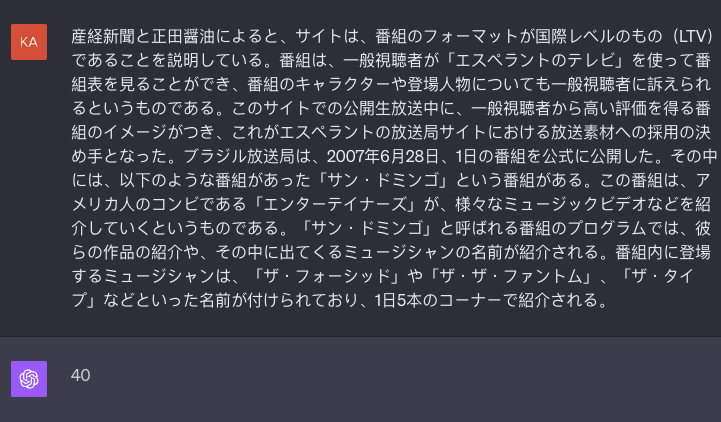 KA
産経新聞と正田醤油によると、サイトは、番組のフォーマットが国際レベルのもの（LTV）
であることを説明している。番組は、一般視聴者が「エスペラントのテレビ」を使って番
組表を見ることができ、番組のキャラクターや登場人物についても一般視聴者に訴えられ
るというものである。このサイトでの公開生放送中に、一般視聴者から高い評価を得る番
組のイメージがつき、これがエスペラントの放送局サイトにおける放送素材への採用の決
め手となった。ブラジル放送局は、2007年6月28日、1日の番組を公式に公開した。その中
には、以下のような番組があった「サン・ドミンゴ」という番組がある。この番組は、ア
メリカ人のコンビである「エンターテイナーズ」が、様々なミュージックビデオなどを紹
介していくというものである。「サン・ドミンゴ」と呼ばれる番組のプログラムでは、彼
らの作品の紹介や、その中に出てくるミュージシャンの名前が紹介される。番組内に登場
するミュージシャンは、「ザ・フォーシッド」や「ザ・ザ・ファントム」、「ザ・タイ
プ」などといった名前が付けられており、1日5本のコーナーで紹介される。
40